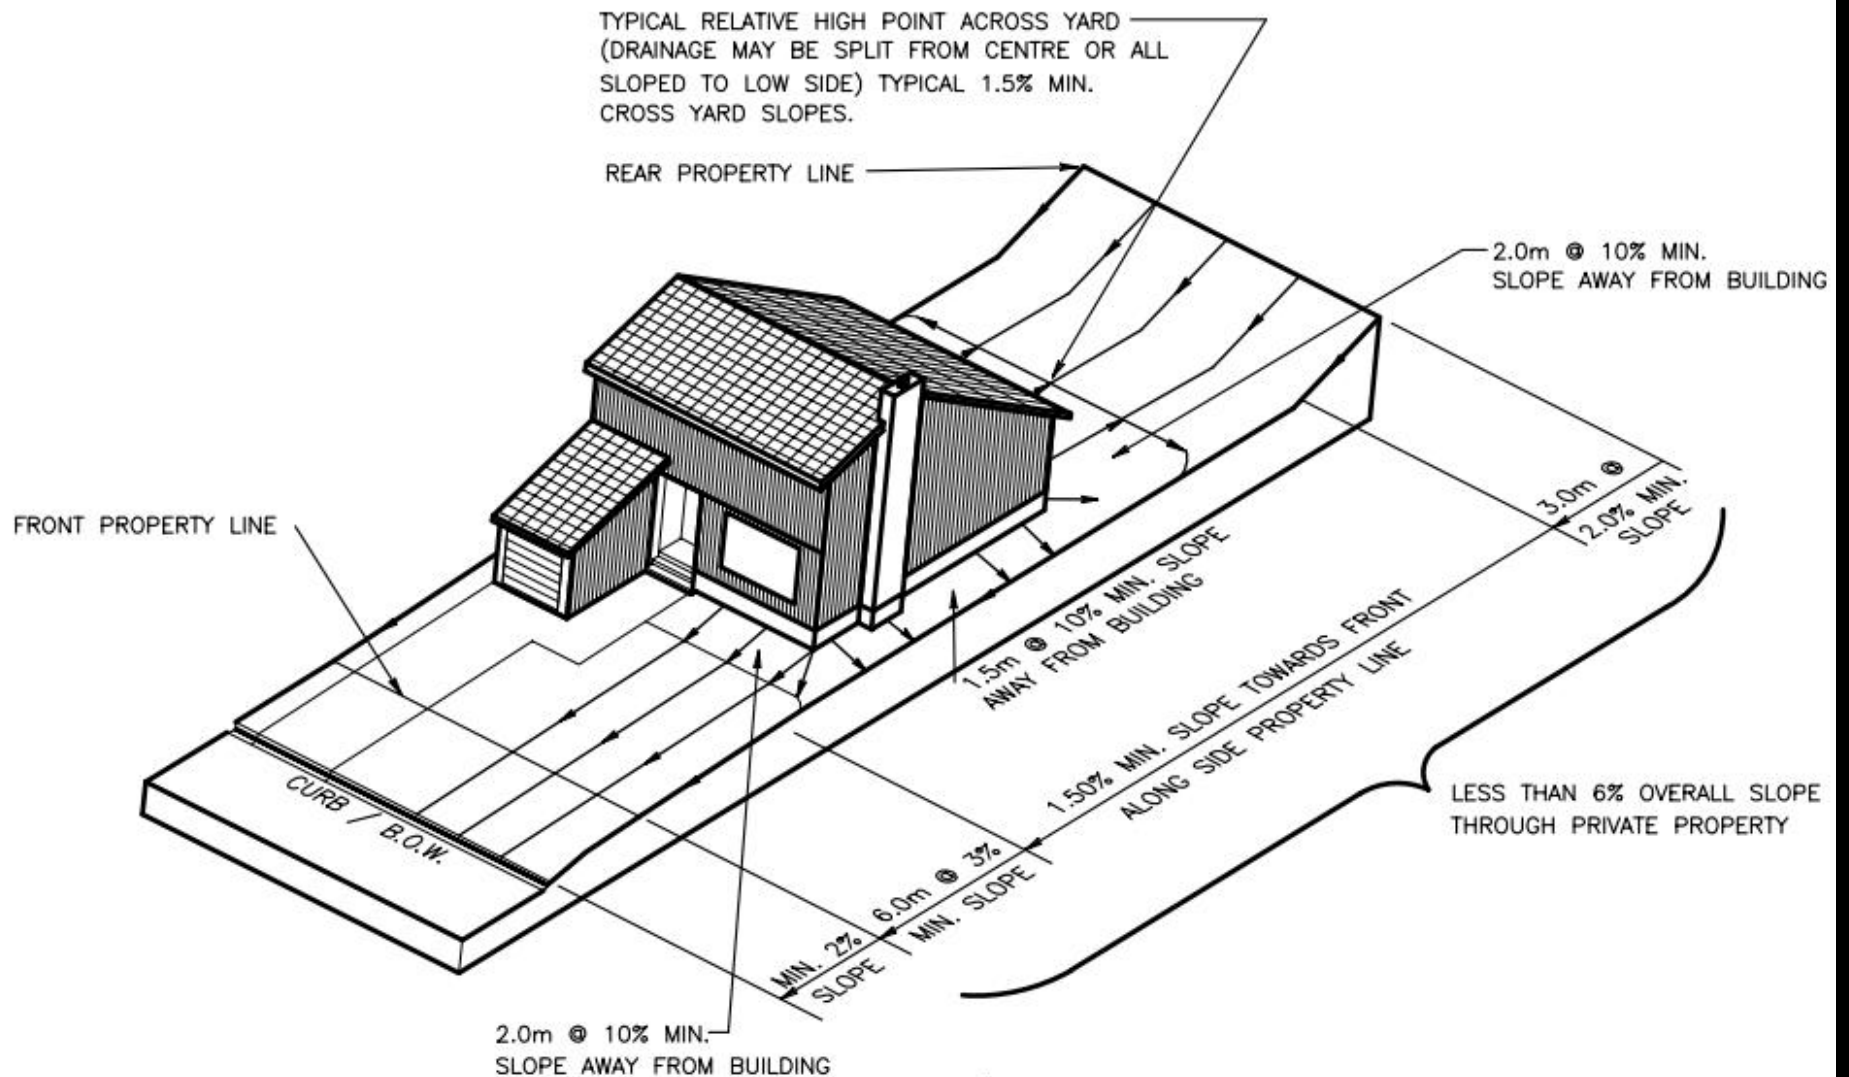 TYPICAL RELATIVE HIGH POINT ACROSS YARD
(DRAINAGE MAY BE SPLIT FROM CENTRE OR ALL
SLOPED TO LOW SIDE) TYPICAL 1.5% MIN.
CROSS YARD SLOPES.
REAR PROPERTY LINE
2.0m @ 10% MIN.
SLOPE AWAY FROM BUILDING
FRONT PROPERTY LINE
3.0m @
2.0% MIN.
SLOPE
1.5m @ 10% MIN. SLOPE
AWAY FROM BUILDING
1.50% MIN. SLOPE TOWARDS FRONT
ALONG SIDE PROPERTY LINE
LESS THAN 6% OVERALL SLOPE
THROUGH PRIVATE PROPERTY
CURB / B.O.W.
6.0m @ 3%
MIN. SLOPE
MIN. 2%
SLOPE
2.0m @ 10% MIN.
SLOPE AWAY FROM BUILDING